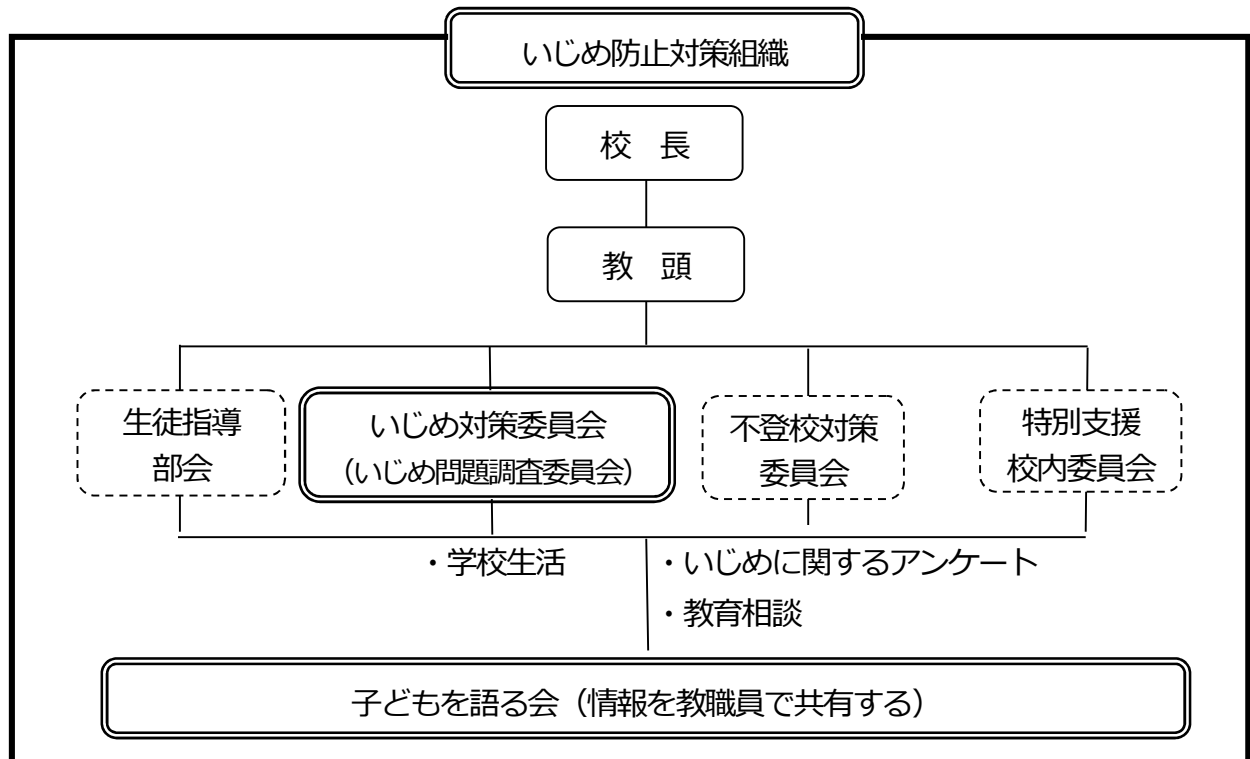 いじめ防止対策組織
校　長
教　頭
生徒指導
部会
いじめ対策委員会
（いじめ問題調査委員会）
不登校対策
委員会
特別支援
校内委員会
・学校生活
・いじめに関するアンケート
・教育相談
子どもを語る会（情報を教職員で共有する）